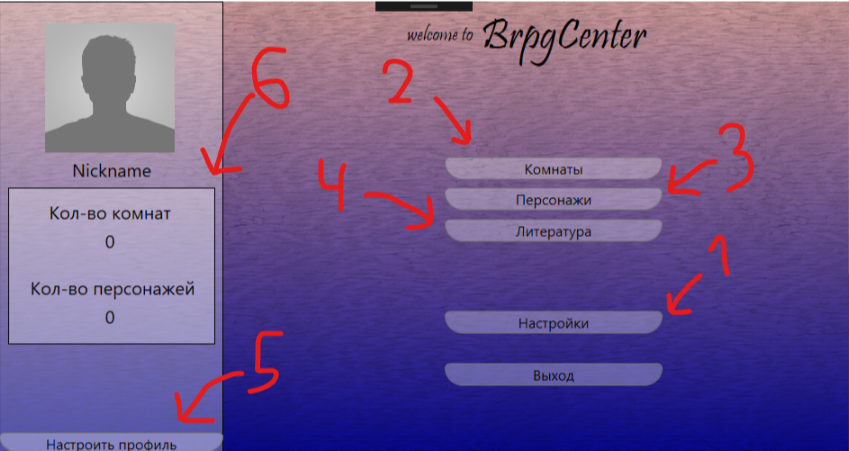 welcome to BrpgCenter
6
2
3
Nickname
4
Комнаты
Персонажи
Литература
Кол-во комнат
0
1
Кол-во персонажей
0
Настройки
5
Выход
Настроить профиль